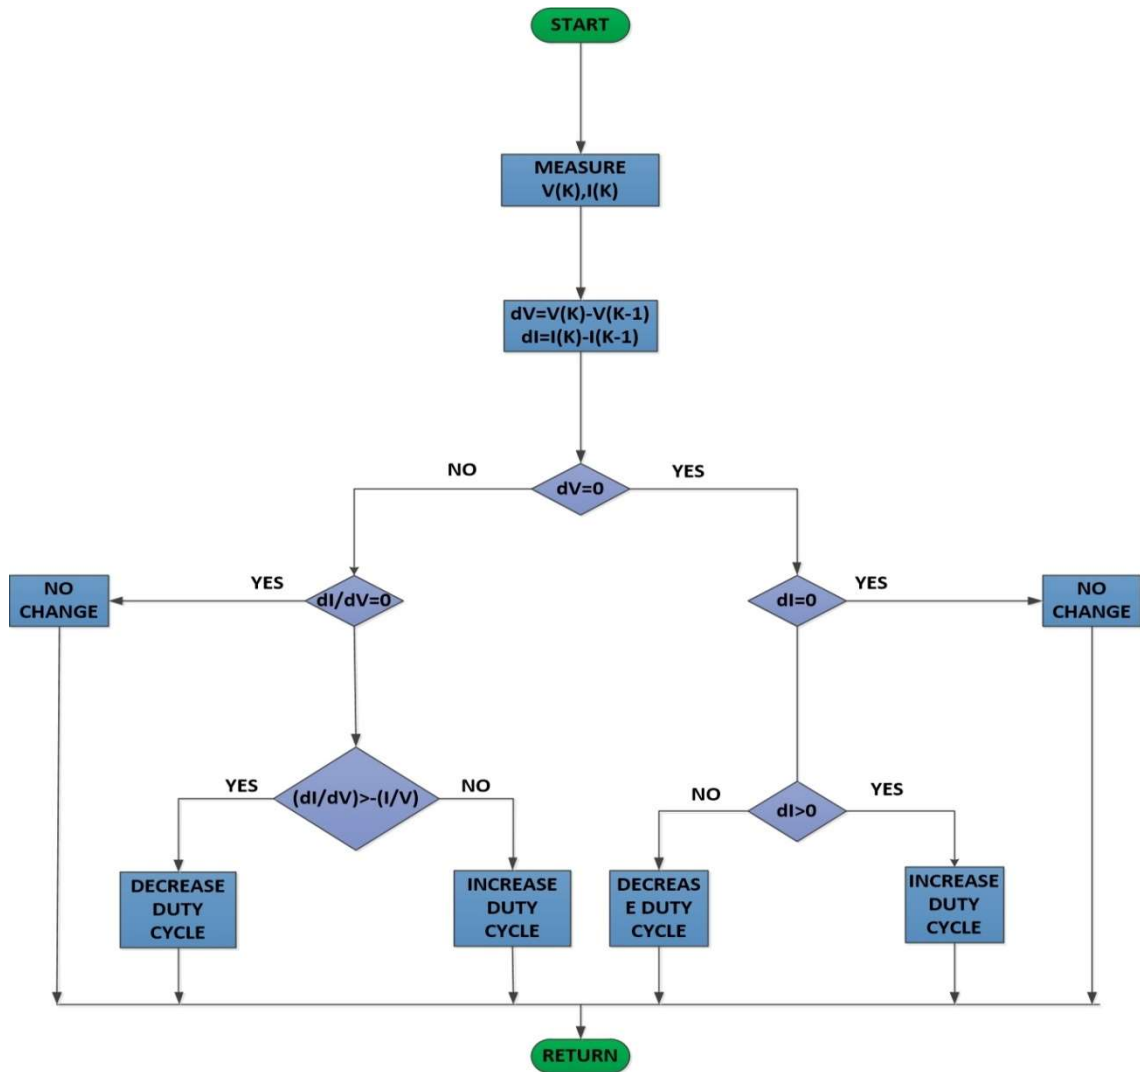 START
MEASURE
V(K),I(K)
dV=V(K)-V(K-1)
dI=I(K)-I(K-1)
NO
YES
dV=0
YES
YES
NO
CHANGE
dI/dV=0
dI=0
NO
CHANGE
YES
NO
NO
YES
(dI/dV)>-(I/V)
dI>0
DECREASE
DUTY
CYCLE
INCREASE
DUTY
CYCLE
DECREAS
E DUTY
CYCLE
INCREASE
DUTY
CYCLE
RETURN